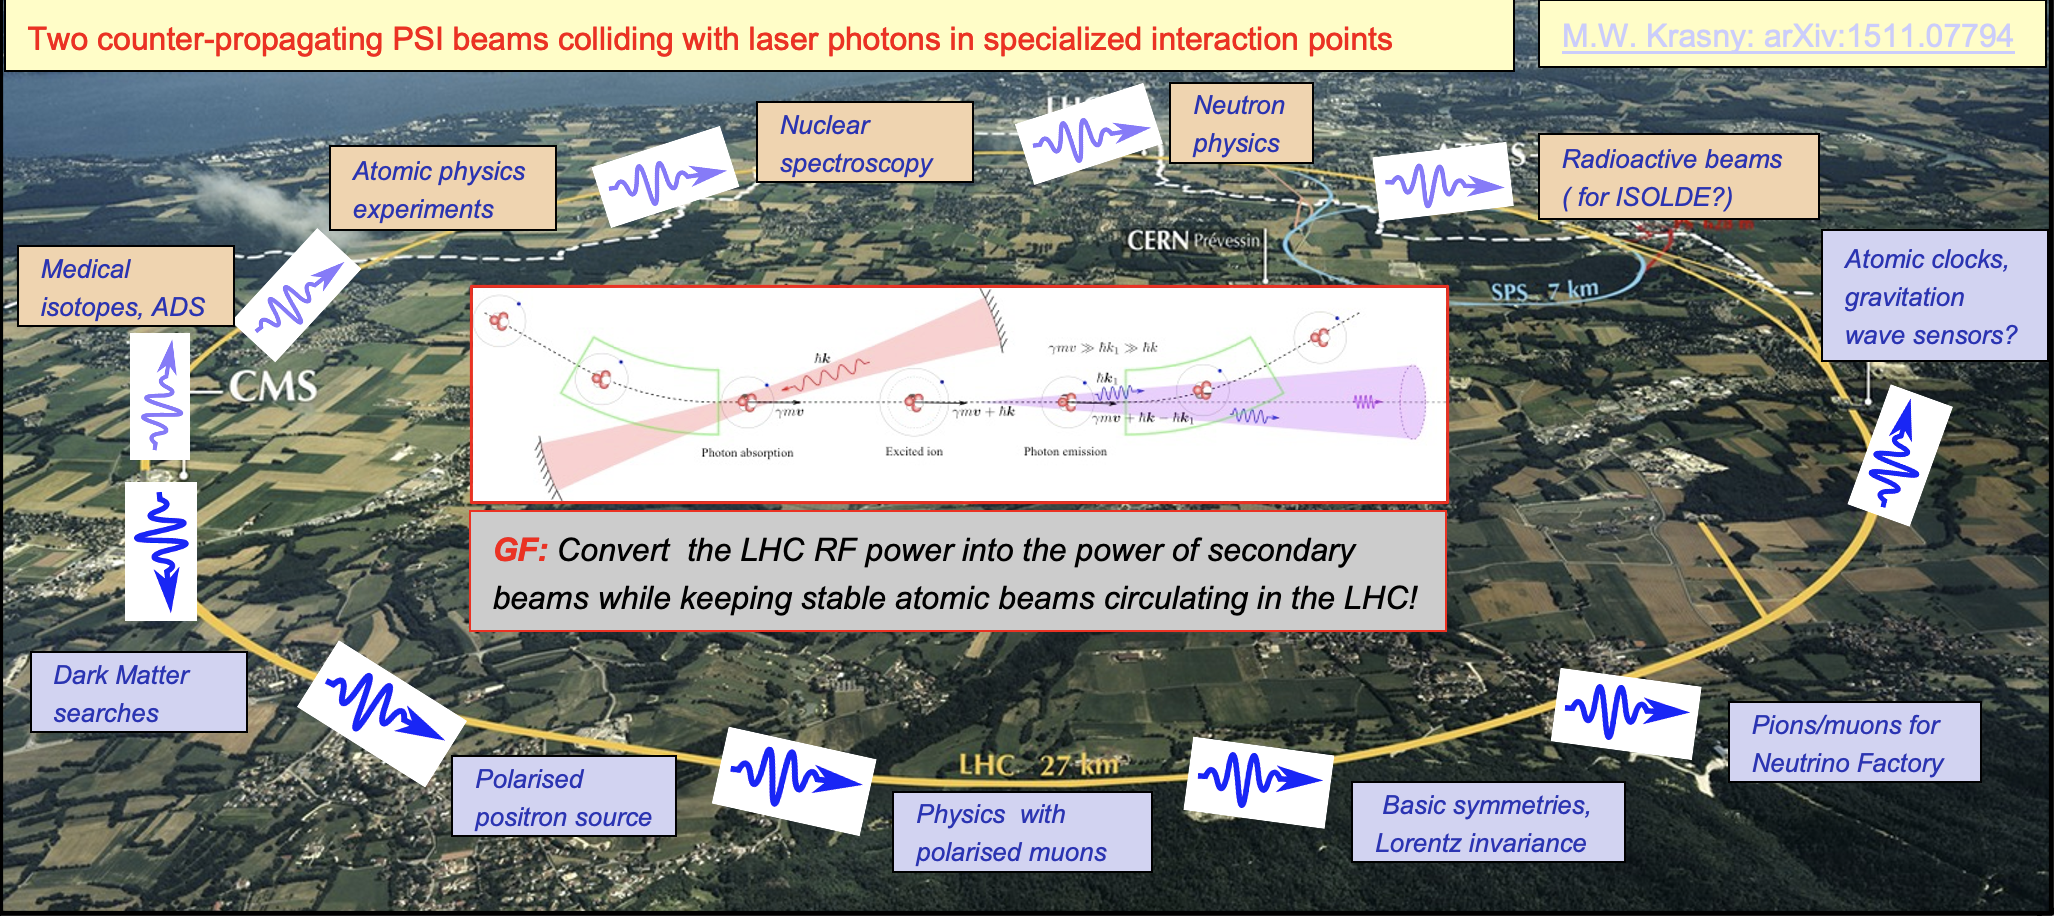 Two counter-propagating PSI beams colliding with laser photons in specialized interaction points
M.W. Krasny: arXiv:1511.07794
Nuclear
spectroscopy
Neutron
physics
Atomic physics
experiments
Radioactive beams
( for ISOLDE?)
Medical
isotopes, ADS
CERN Prévessin
SPS 7 km
Atomic clocks,
gravitation
wave sensors?
CMS
ħk
γmv
γmv + ħk
γmv ≫ ħk₁ ≫ ħk
ħk₁
γmv + ħk − ħk₁
Photon absorption
Excited ion
Photon emission
GF: Convert the LHC RF power into the power of secondary
beams while keeping stable atomic beams circulating in the LHC!
Dark Matter
searches
Polarised
positron source
LHC 27 km
Physics with
polarised muons
Basic symmetries,
Lorentz invariance
Pions/muons for
Neutrino Factory